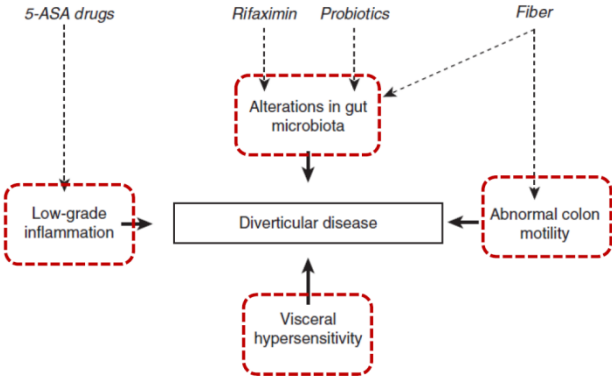 5-ASA drugs
Rifaximin
Probiotics
Fiber
Alterations in gut
microbiota
Low-grade
inflammation
Diverticular disease
Abnormal colon
motility
Visceral
hypersensitivity